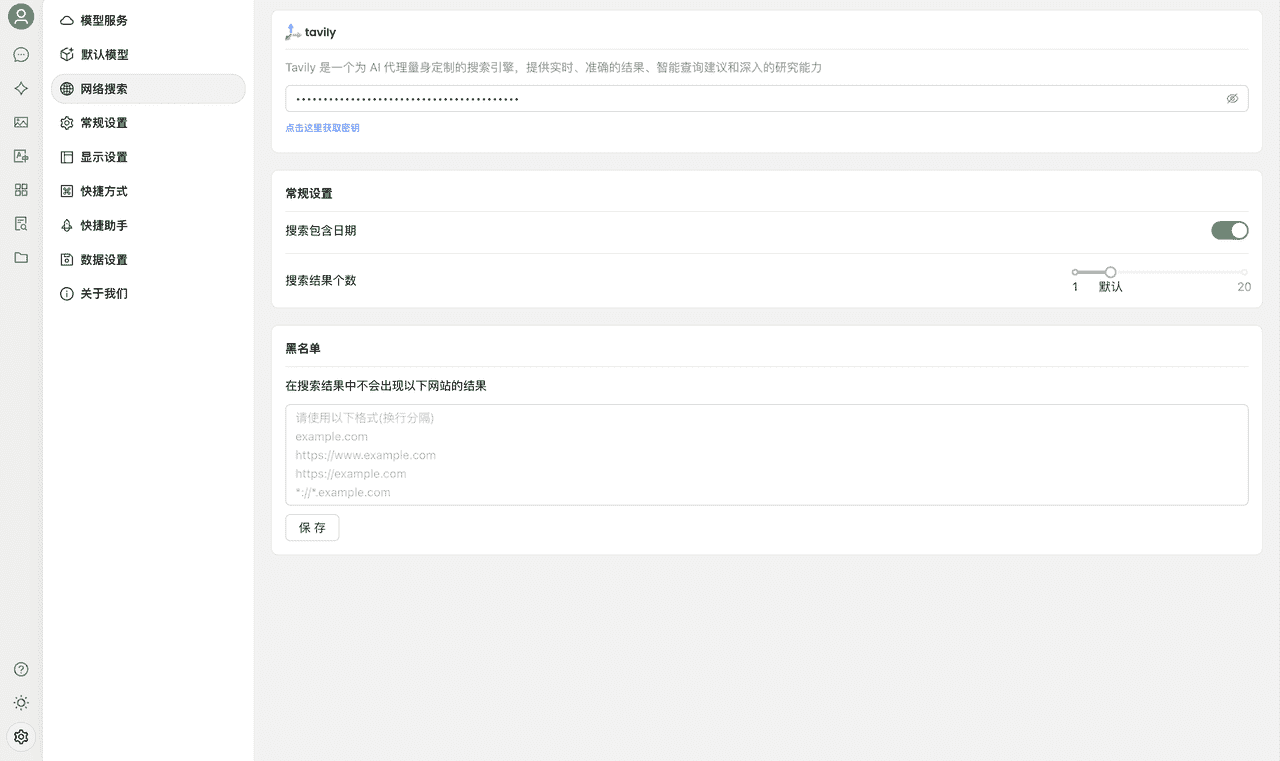 模型服务
默认模型
网络搜索
常规设置
显示设置
快捷方式
快捷助手
数据设置
关于我们
tavily
Tavily 是一个为 AI 代理量身定制的搜索引擎，提供实时、准确的结果、智能查询建议和深入的研究能力
点击这里获取密钥
常规设置
搜索包含日期
搜索结果个数
1 默认 20
黑名单
在搜索结果中不会出现以下网站的结果
请使用以下格式(换行分隔)
example.com
https://www.example.com
https://example.com
*://*.example.com
保 存